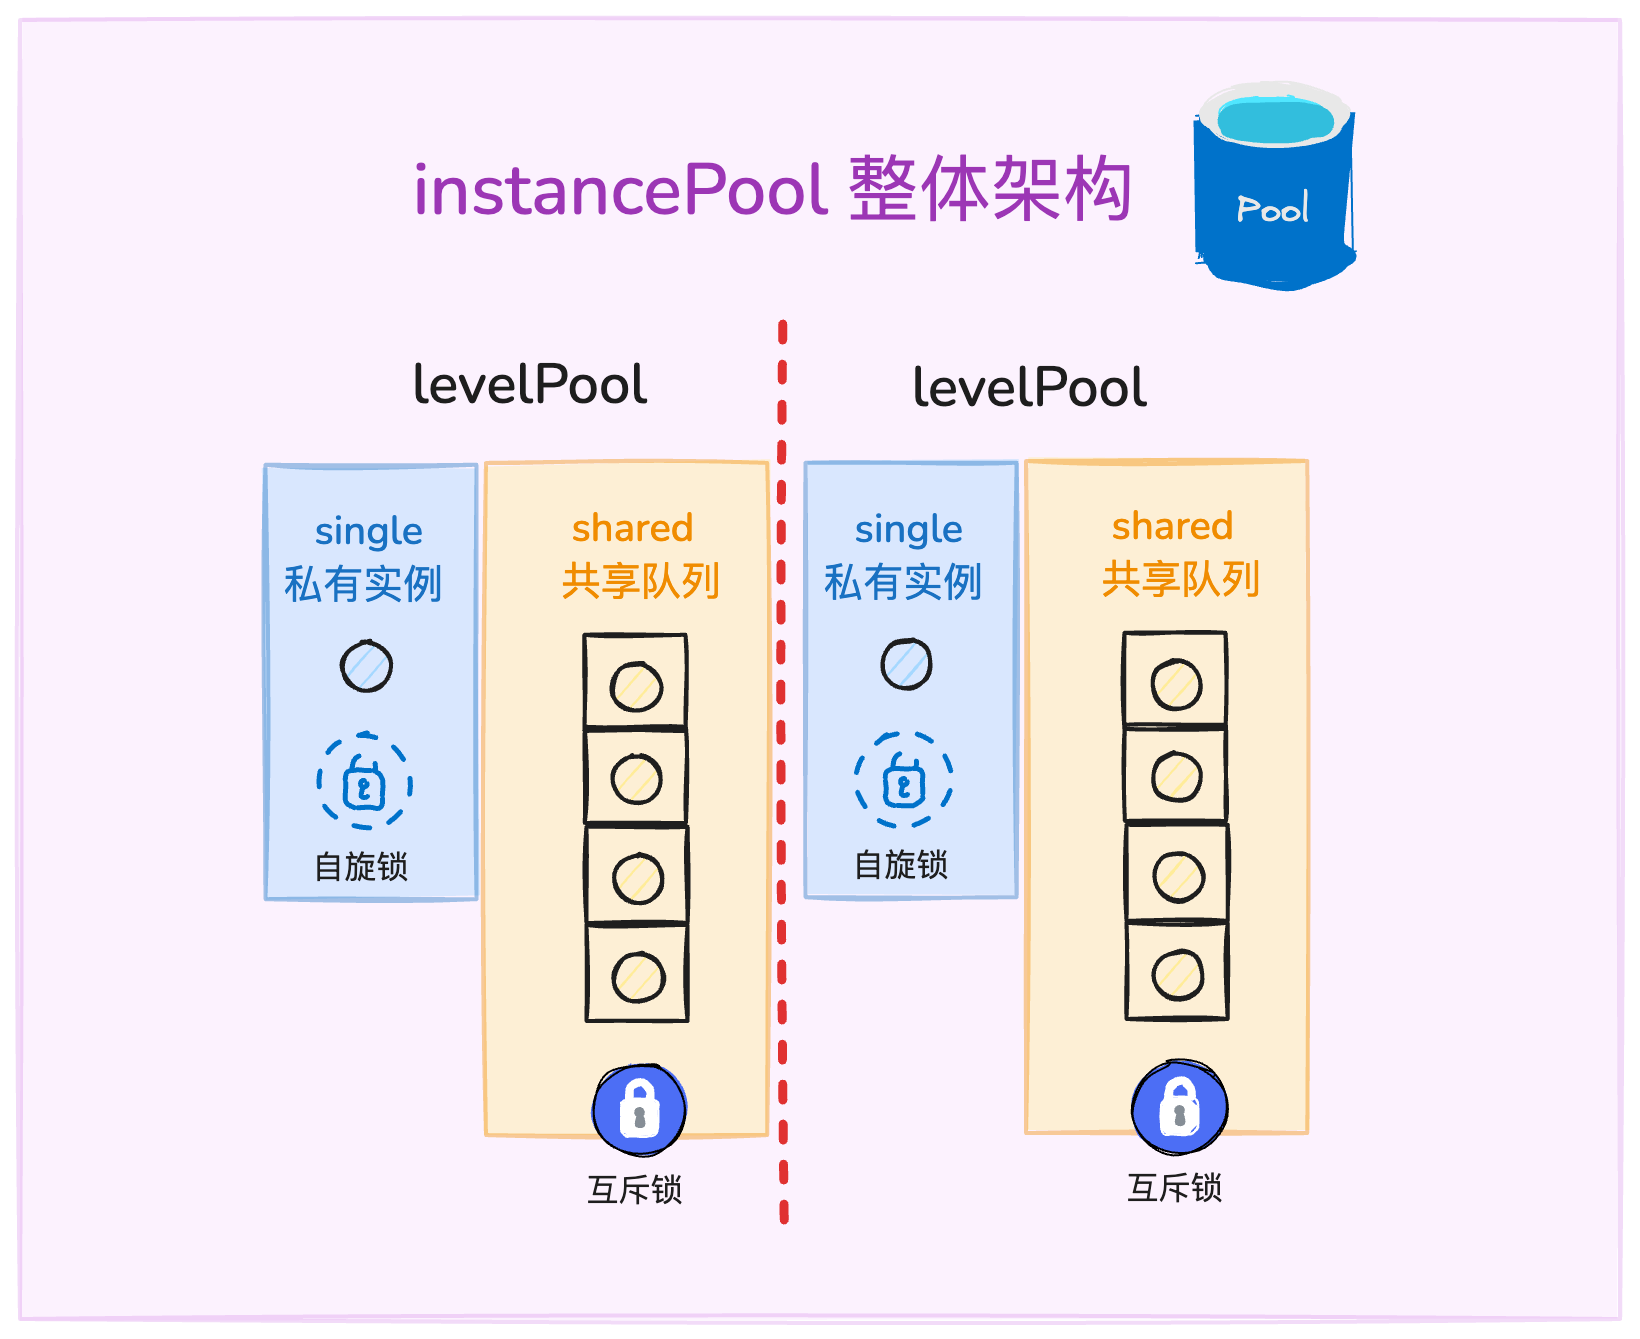 instancePool 整体架构
Pool
levelPool
single
私有实例
自旋锁
shared
共享队列
互斥锁
levelPool
single
私有实例
自旋锁
shared
共享队列
互斥锁